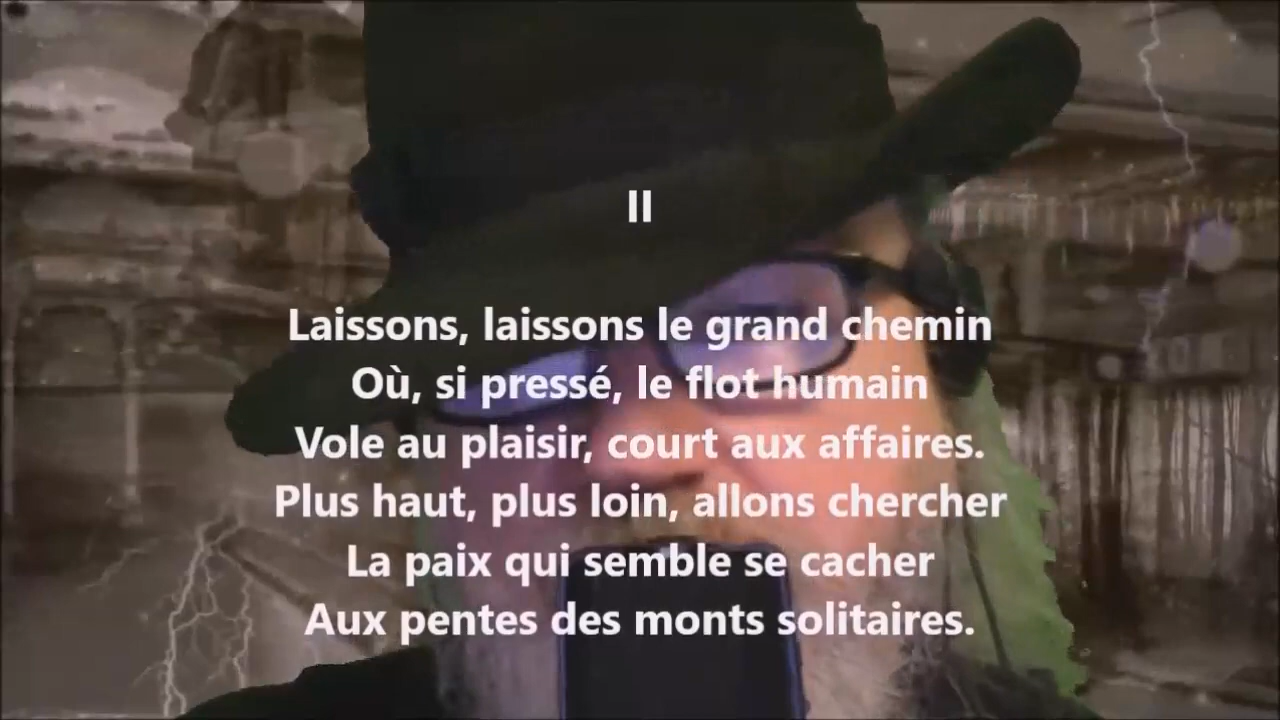 II
Laissons, laissons le grand chemin
Où, si pressé, le flot humain
Vole au plaisir, court aux affaires.
Plus haut, plus loin, allons chercher
La paix qui semble se cacher
Aux pentes des monts solitaires.